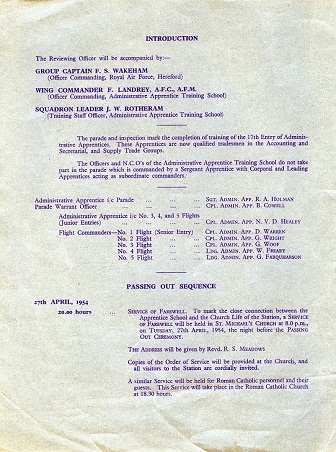 INTRODUCTION
The Reviewing Officer will be accompanied by:—
GROUP CAPTAIN F. S. WAKEHAM
(Officer Commanding, Royal Air Force, Hereford)
WING COMMANDER F. LANDREY, A.F.C., A.F.M.
(Officer Commanding, Administrative Apprentice Training School)
SQUADRON LEADER J. W. ROTHERAM
(Training Staff Officer, Administrative Apprentice Training School)
The parade and inspection mark the completion of training of the 17th Entry of Adminis-
trative Apprentices. These Apprentices are now qualified tradesmen in the Accounting and
Secretarial, and Supply Trade Groups.
The Officers and N.C.O's of the Administrative Apprentice Training School do not take
part in the parade which is commanded by a Sergeant Apprentice with Corporal and Leading
Apprentices acting as subordinate commanders.
Administrative Apprentice i/c Parade ... ... ... SGT. ADMIN. APP. R. A. HOLMAN
Parade Warrant Officer ... ... ... CPL. ADMIN. APP. B. COWELL
Administrative Apprentice i/c No. 3, 4, and 5 Flights
(Junior Entries) ... ... ... CPL. ADMIN. APP. N. V. D. HEALEY
Flight Commanders—No. 1 Flight (Senior Entry) ... CPL. ADMIN. APP. D. WARREN
No. 2 Flight ... ... CPL. ADMIN. APP. G. WRIGHT
No. 3 Flight ... ... CPL. ADMIN. APP. G. WOOF
No. 4 Flight ... ... LDG. ADMIN. APP. W. FREARY
No. 5 Flight ... ... LDG. ADMIN. APP. G. FARQUHARSON
PASSING OUT SEQUENCE
27th APRIL, 1954
20.00 hours ... SERVICE OF FAREWELL. To mark the close connection between the
Apprentice School and the Church Life of the Station, a SERVICE
OF FAREWELL will be held in ST. MICHAEL'S CHURCH at 8.0 p.m.,
on TUESDAY, 27th APRIL, 1954, the night before the PASSING
OUT CEREMONY.
THE ADDRESS will be given by REVD. R. S. MEADOWS
Copies of the Order of Service will be provided at the Church, and
all visitors to the Station are cordially invited.
A similar Service will be held for Roman Catholic personnel and their
guests. This Service will take place in the Roman Catholic Church
at 18.30 hours.